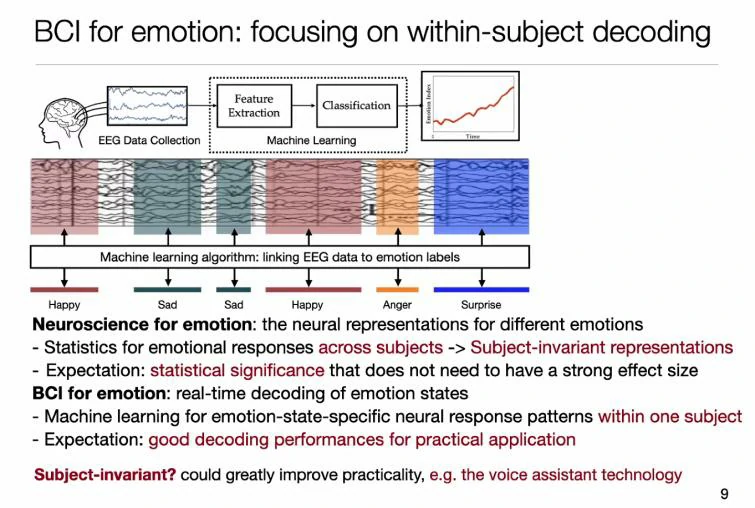 BCI for emotion: focusing on within-subject decoding
EEG Data Collection
Feature
Extraction
Classification
Machine Learning
Emotion Index
Time
Machine learning algorithm: linking EEG data to emotion labels
Happy
Sad
Sad
Happy
Anger
Surprise
Neuroscience for emotion: the neural representations for different emotions
- Statistics for emotional responses across subjects -> Subject-invariant representations
- Expectation: statistical significance that does not need to have a strong effect size
BCI for emotion: real-time decoding of emotion states
- Machine learning for emotion-state-specific neural response patterns within one subject
- Expectation: good decoding performances for practical application
Subject-invariant? could greatly improve practicality, e.g. the voice assistant technology
9